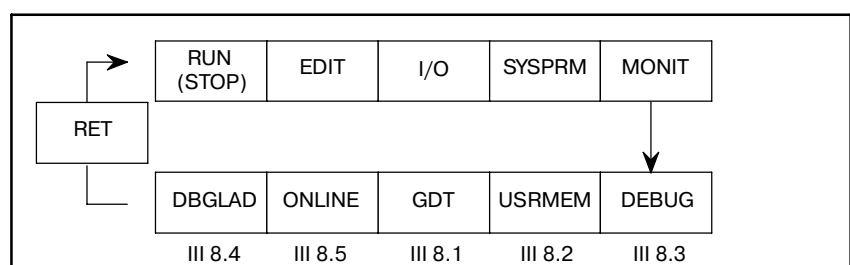 RUN
(STOP)
EDIT
I/O
SYSPRM
MONIT
RET
DBGLAD
ONLINE
GDT
USRMEM
DEBUG
III 8.4
III 8.5
III 8.1
III 8.2
III 8.3